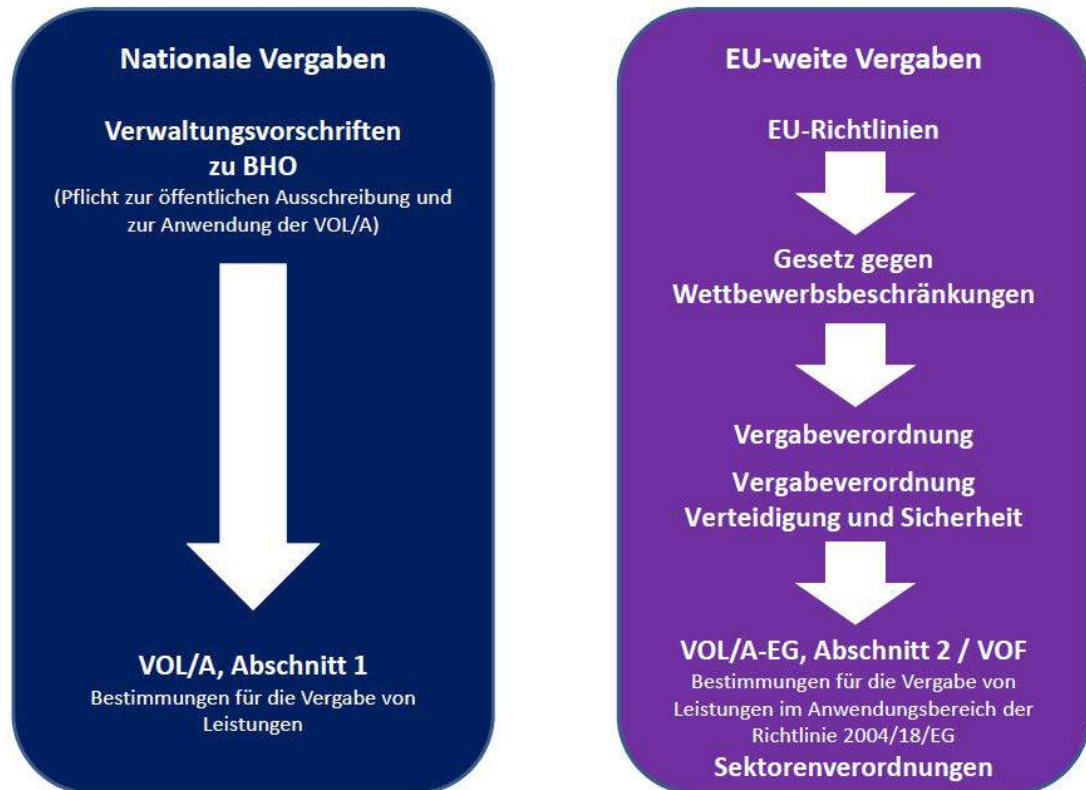 Nationale Vergaben
Verwaltungsvorschriften
zu BHO
(Pflicht zur öffentlichen Ausschreibung und
zur Anwendung der VOL/A)
VOL/A, Abschnitt 1
Bestimmungen für die Vergabe von
Leistungen
EU-weite Vergaben
EU-Richtlinien
Gesetz gegen
Wettbewerbsbeschränkungen
Vergabeverordnung
Vergabeverordnung
Verteidigung und Sicherheit
VOL/A-EG, Abschnitt 2 / VOF
Bestimmungen für die Vergabe von
Leistungen im Anwendungsbereich der
Richtlinie 2004/18/EG
Sektorenverordnungen